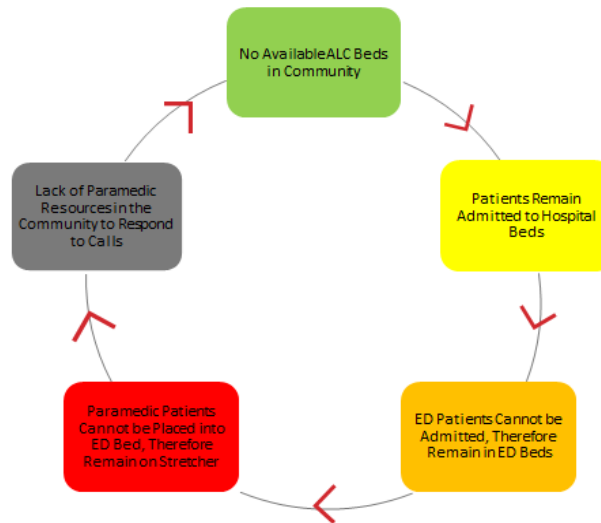 No Available ALC Beds
in Community
Patients Remain
Admitted to Hospital
Beds
ED Patients Cannot be
Admitted, Therefore
Remain in ED Beds
Paramedic Patients
Cannot be Placed into
ED Bed, Therefore
Remain on Stretcher
Lack of Paramedic
Resources in the
Community to Respond
to Calls